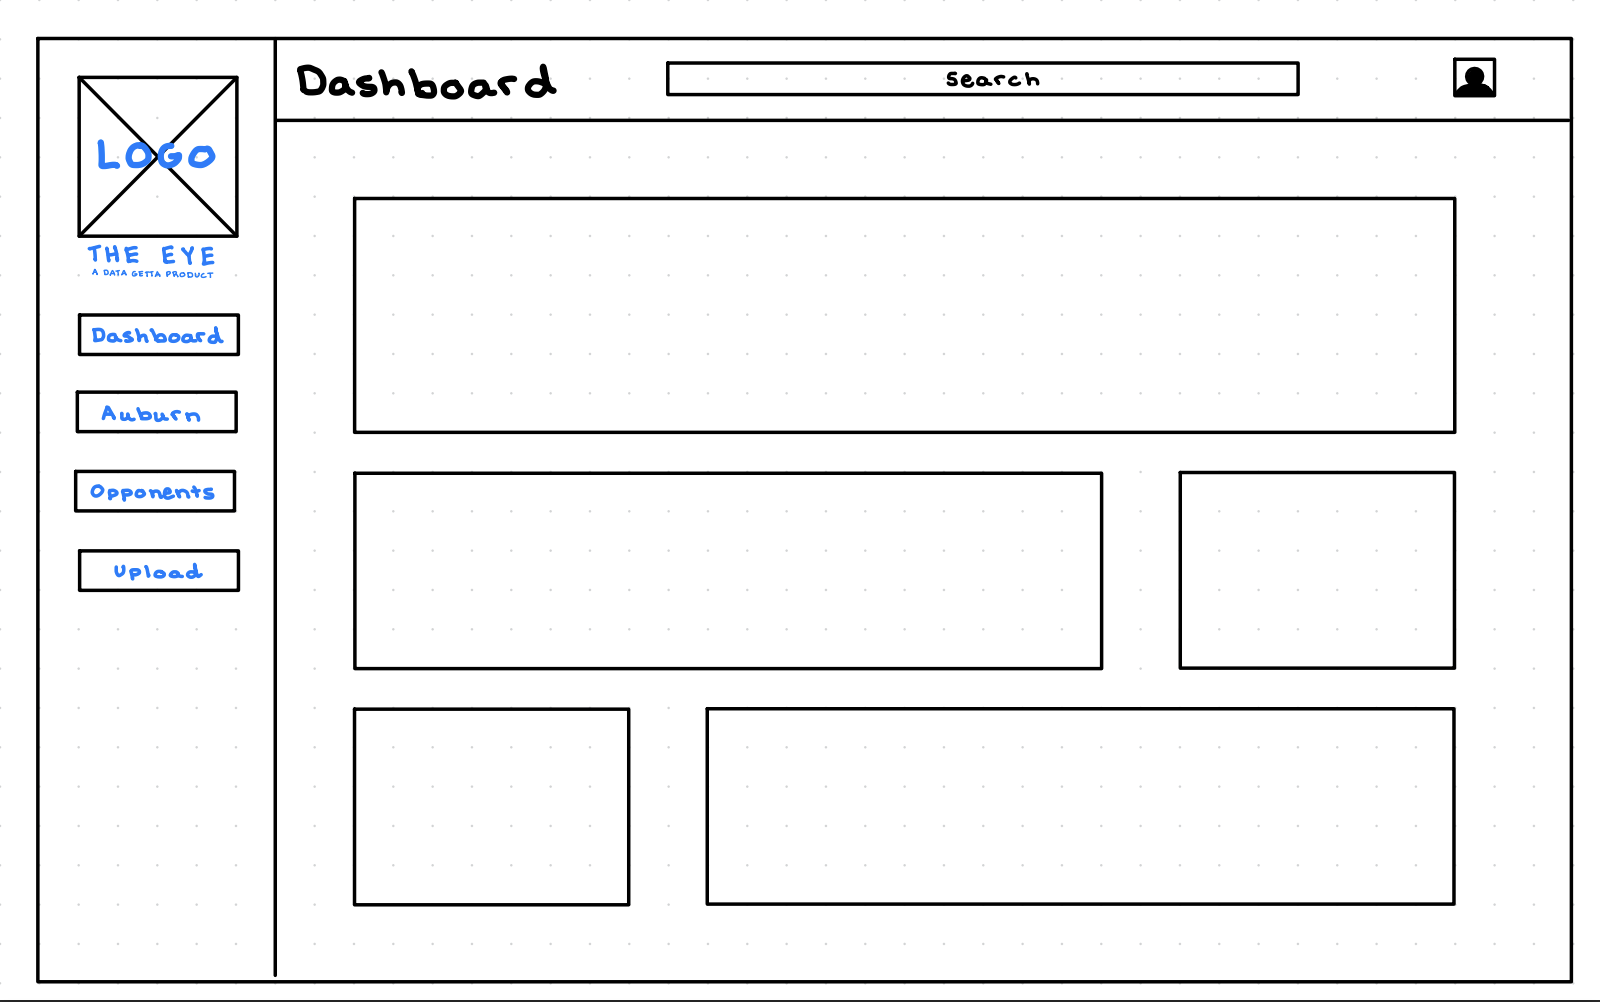 LOGO
THE EYE
A DATA GETTA PRODUCT
Dashboard
Auburn
Opponents
Upload
Dashboard
Search